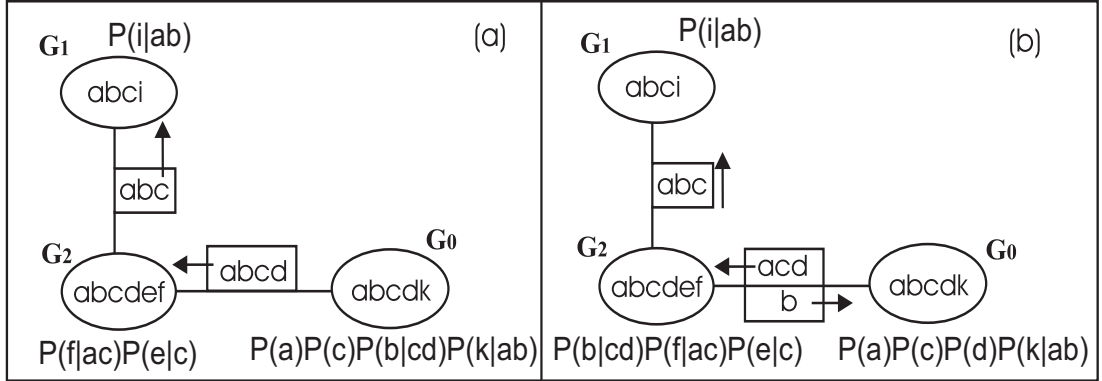 P(i|ab)
(a)
G1
abci
abc
G2
abcd
G0
abcdef
abcdk
P(f|ac)P(e|c)
P(a)P(c)P(b|cd)P(k|ab)
P(i|ab)
(b)
G1
abci
abc
G2
acd
G0
abcdef
b
abcdk
P(b|cd)P(f|ac)P(e|c)
P(a)P(c)P(d)P(k|ab)